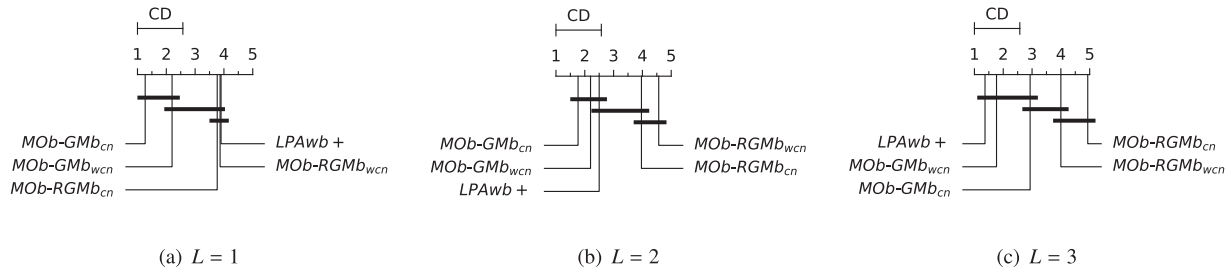 CD
1 2 3 4 5
MOb-GMb_cn
MOb-GMb_wcn
MOb-RGMb_cn
LPAwb +
MOb-RGMb_wcn
(a) L = 1
CD
1 2 3 4 5
MOb-GMb_cn
MOb-GMb_wcn
LPAwb +
MOb-RGMb_wcn
MOb-RGMb_cn
(b) L = 2
CD
1 2 3 4 5
LPAwb +
MOb-GMb_wcn
MOb-GMb_cn
MOb-RGMb_cn
MOb-RGMb_wcn
(c) L = 3